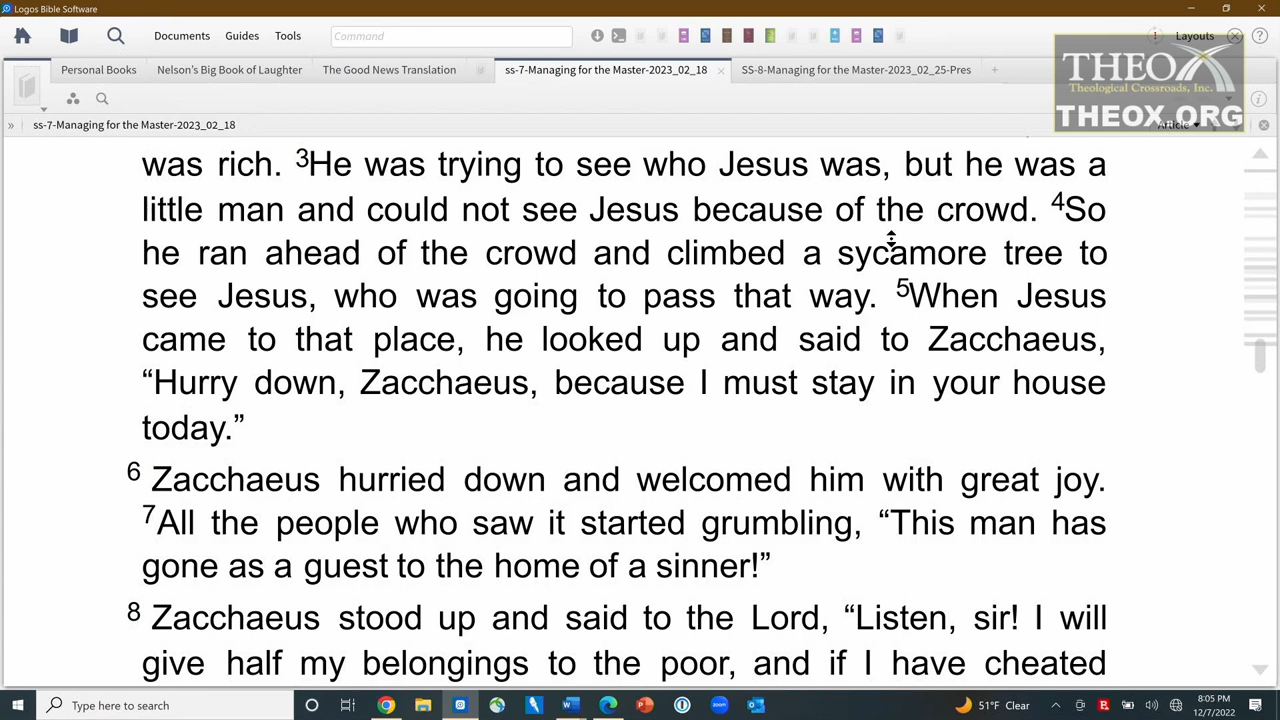 Logos Bible Software
Documents Guides Tools Command Layouts
THEOX
Theological Crossroads, Inc.
THEOX.ORG
Personal Books Nelson's Big Book of Laughter The Good News Translation ss-7-Managing for the Master-2023_02_18 SS-8-Managing for the Master-2023_02_25-Pres
ss-7-Managing for the Master-2023_02_18 Article
was rich. 3He was trying to see who Jesus was, but he was a
little man and could not see Jesus because of the crowd. 4So
he ran ahead of the crowd and climbed a sycamore tree to
see Jesus, who was going to pass that way. 5When Jesus
came to that place, he looked up and said to Zacchaeus,
“Hurry down, Zacchaeus, because I must stay in your house
today.”
6 Zacchaeus hurried down and welcomed him with great joy.
7All the people who saw it started grumbling, “This man has
gone as a guest to the home of a sinner!”
8 Zacchaeus stood up and said to the Lord, “Listen, sir! I will
give half my belongings to the poor, and if I have cheated
Type here to search
51°F Clear
8:05 PM
12/7/2022